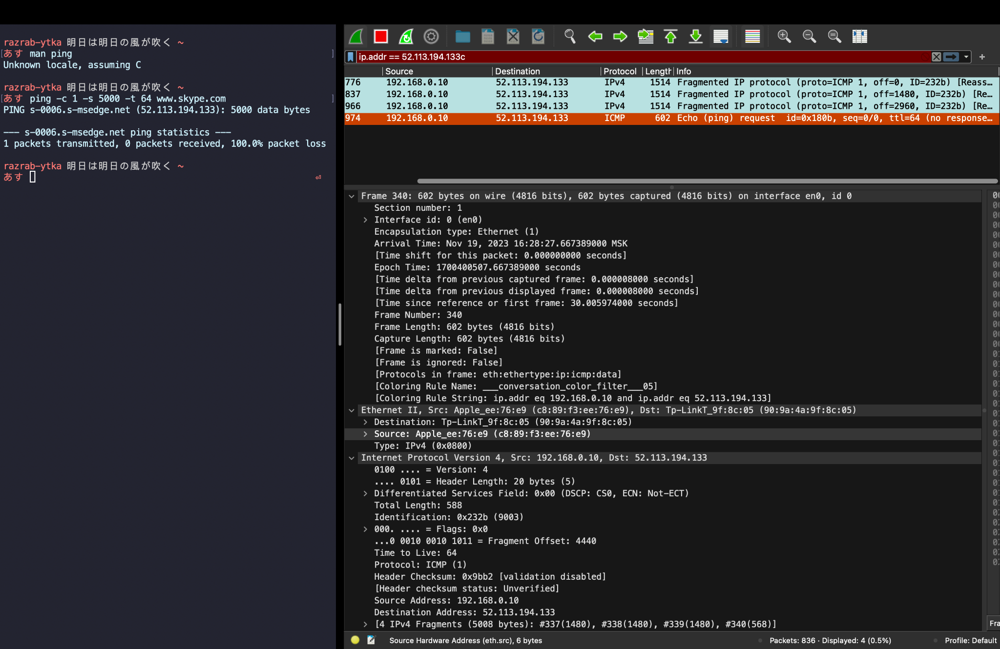 razrab-ytka 明日は明日の風が吹く ~
[あす man ping ]
Unknown locale, assuming C
razrab-ytka 明日は明日の風が吹く ~
[あす ping -c 1 -s 5000 -t 64 www.skype.com ]
PING s-0006.s-msedge.net (52.113.194.133): 5000 data bytes
--- s-0006.s-msedge.net ping statistics ---
1 packets transmitted, 0 packets received, 100.0% packet loss
razrab-ytka 明日は明日の風が吹く ~
あす
ip.addr == 52.113.194.133c
Source Destination Protocol Length Info
776 192.168.0.10 52.113.194.133 IPv4 1514 Fragmented IP protocol (proto=ICMP 1, off=0, ID=232b) [Reass…
837 192.168.0.10 52.113.194.133 IPv4 1514 Fragmented IP protocol (proto=ICMP 1, off=1480, ID=232b) [Re…
966 192.168.0.10 52.113.194.133 IPv4 1514 Fragmented IP protocol (proto=ICMP 1, off=2960, ID=232b) [Re…
974 192.168.0.10 52.113.194.133 ICMP 602 Echo (ping) request id=0x180b, seq=0/0, ttl=64 (no response…
Frame 340: 602 bytes on wire (4816 bits), 602 bytes captured (4816 bits) on interface en0, id 0
Section number: 1
Interface id: 0 (en0)
Encapsulation type: Ethernet (1)
Arrival Time: Nov 19, 2023 16:28:27.667389000 MSK
[Time shift for this packet: 0.000000000 seconds]
Epoch Time: 1700400507.667389000 seconds
[Time delta from previous captured frame: 0.000008000 seconds]
[Time delta from previous displayed frame: 0.000008000 seconds]
[Time since reference or first frame: 30.005974000 seconds]
Frame Number: 340
Frame Length: 602 bytes (4816 bits)
Capture Length: 602 bytes (4816 bits)
[Frame is marked: False]
[Frame is ignored: False]
[Protocols in frame: eth:ethertype:ip:icmp:data]
[Coloring Rule Name: ___conversation_color_filter___05]
[Coloring Rule String: ip.addr eq 192.168.0.10 and ip.addr eq 52.113.194.133]
Ethernet II, Src: Apple_ee:76:e9 (c8:89:f3:ee:76:e9), Dst: Tp-LinkT_9f:8c:05 (90:9a:4a:9f:8c:05)
Destination: Tp-LinkT_9f:8c:05 (90:9a:4a:9f:8c:05)
Source: Apple_ee:76:e9 (c8:89:f3:ee:76:e9)
Type: IPv4 (0x0800)
Internet Protocol Version 4, Src: 192.168.0.10, Dst: 52.113.194.133
0100 .... = Version: 4
.... 0101 = Header Length: 20 bytes (5)
Differentiated Services Field: 0x00 (DSCP: CS0, ECN: Not-ECT)
Total Length: 588
Identification: 0x232b (9003)
000. .... = Flags: 0x0
...0 0010 0010 1011 = Fragment Offset: 4440
Time to Live: 64
Protocol: ICMP (1)
Header Checksum: 0x9bb2 [validation disabled]
[Header checksum status: Unverified]
Source Address: 192.168.0.10
Destination Address: 52.113.194.133
[4 IPv4 Fragments (5008 bytes): #337(1480), #338(1480), #339(1480), #340(568)]
Fra
Source Hardware Address (eth.src), 6 bytes Packets: 836 · Displayed: 4 (0.5%) Profile: Default